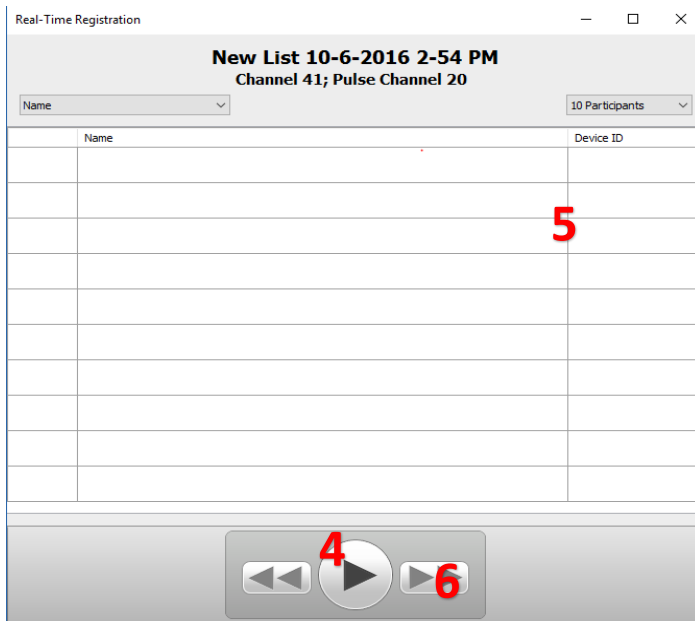 Real-Time Registration
New List 10-6-2016 2-54 PM
Channel 41; Pulse Channel 20
Name
10 Participants
Name
Device ID
5
4
6